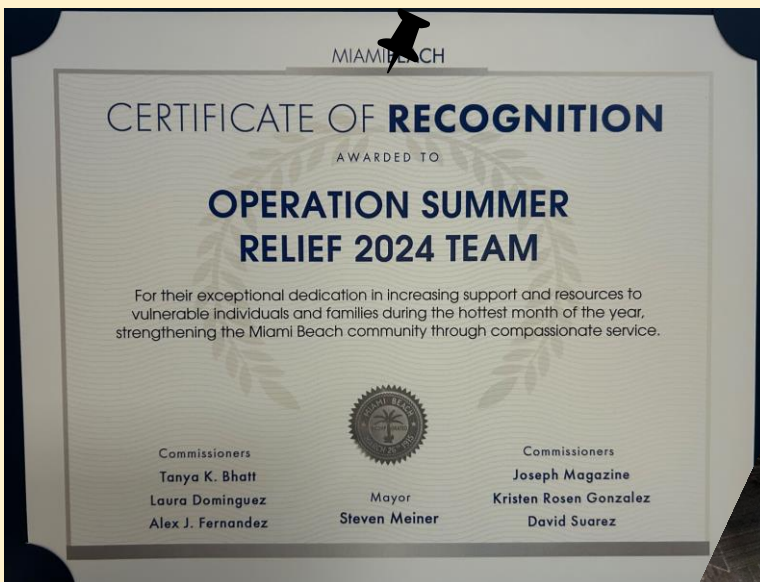 MIAMIBEACH
CERTIFICATE OF RECOGNITION
AWARDED TO
OPERATION SUMMER
RELIEF 2024 TEAM
For their exceptional dedication in increasing support and resources to
vulnerable individuals and families during the hottest month of the year,
strengthening the Miami Beach community through compassionate service.
MIAMI BEACH
Commissioners
Tanya K. Bhatt
Laura Dominguez
Alex J. Fernandez
Mayor
Steven Meiner
Commissioners
Joseph Magazine
Kristen Rosen Gonzalez
David Suarez